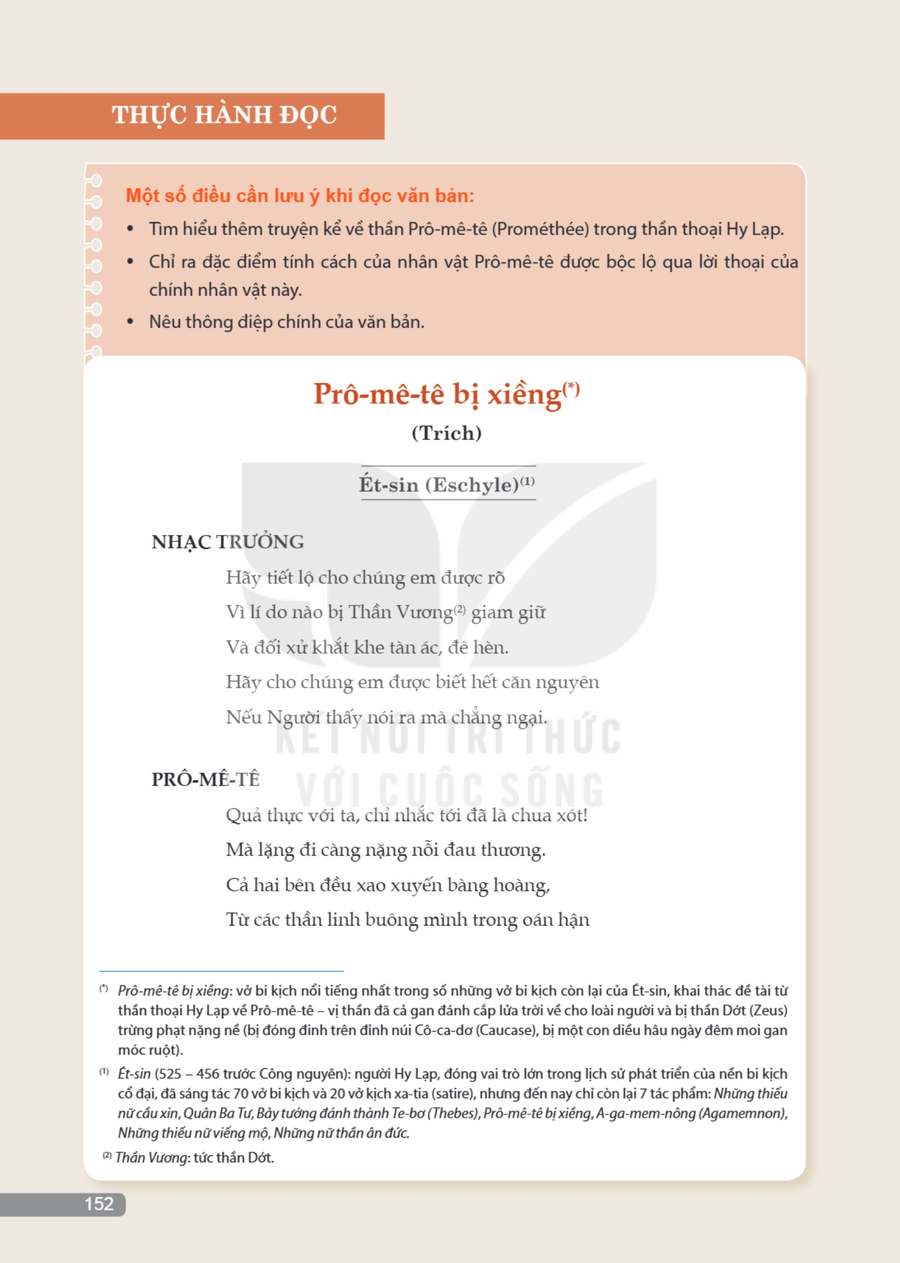 THỰC HÀNH ĐỌC
Một số điều cần lưu ý khi đọc văn bản:
• Tìm hiểu thêm truyện kể về thần Prô-mê-tê (Prométhée) trong thần thoại Hy Lạp.
• Chỉ ra đặc điểm tính cách của nhân vật Prô-mê-tê được bộc lộ qua lời thoại của
chính nhân vật này.
• Nêu thông điệp chính của văn bản.
Prô-mê-tê bị xiềng(*)
(Trích)
Ét-sin (Eschyle)(1)
NHẠC TRƯỞNG
Hãy tiết lộ cho chúng em được rõ
Vì lí do nào bị Thần Vương(2) giam giữ
Và đối xử khắt khe tàn ác, đê hèn.
Hãy cho chúng em được biết hết căn nguyên
Nếu Người thấy nói ra mà chẳng ngại.
KẾT NỐI TRI THỨC
VỚI CUỘC SỐNG
PRÔ-MÊ-TÊ
Quả thực với ta, chỉ nhắc tới đã là chua xót!
Mà lặng đi càng nặng nỗi đau thương.
Cả hai bên đều xao xuyến bàng hoàng,
Từ các thần linh buông mình trong oán hận
(*) Prô-mê-tê bị xiềng: vở bi kịch nổi tiếng nhất trong số những vở bi kịch còn lại của Ét-sin, khai thác đề tài từ
thần thoại Hy Lạp về Prô-mê-tê – vị thần đã cả gan đánh cắp lửa trời về cho loài người và bị thần Dớt (Zeus)
trừng phạt nặng nề (bị đóng đinh trên đỉnh núi Cô-ca-dơ (Caucase), bị một con diều hâu ngày đêm moi gan
móc ruột).
(1) Ét-sin (525 – 456 trước Công nguyên): người Hy Lạp, đóng vai trò lớn trong lịch sử phát triển của nền bi kịch
cổ đại, đã sáng tác 70 vở bi kịch và 20 vở kịch xa-tia (satire), nhưng đến nay chỉ còn lại 7 tác phẩm: Những thiếu
nữ cầu xin, Quân Ba Tư, Bảy tướng đánh thành Te-bơ (Thebes), Prô-mê-tê bị xiềng, A-ga-mem-nông (Agamemnon),
Những thiếu nữ viếng mộ, Những nữ thần ân đức.
(2) Thần Vương: tức thần Dớt.
152